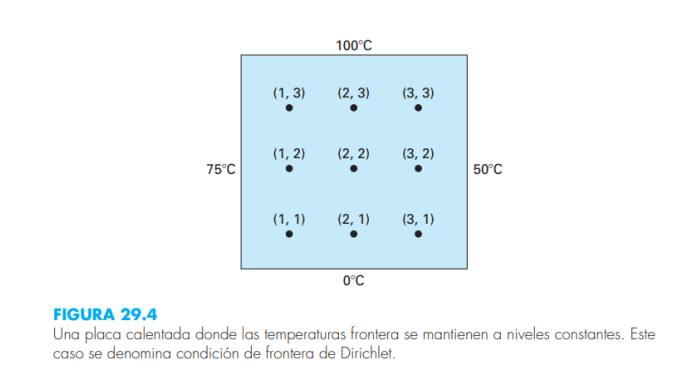 100°C
(1, 3) (2, 3) (3, 3)
(1, 2) (2, 2) (3, 2)
75°C 50°C
(1, 1) (2, 1) (3, 1)
0°C
FIGURA 29.4
Una placa calentada donde las temperaturas frontera se mantienen a niveles constantes. Este
caso se denomina condición de frontera de Dirichlet.